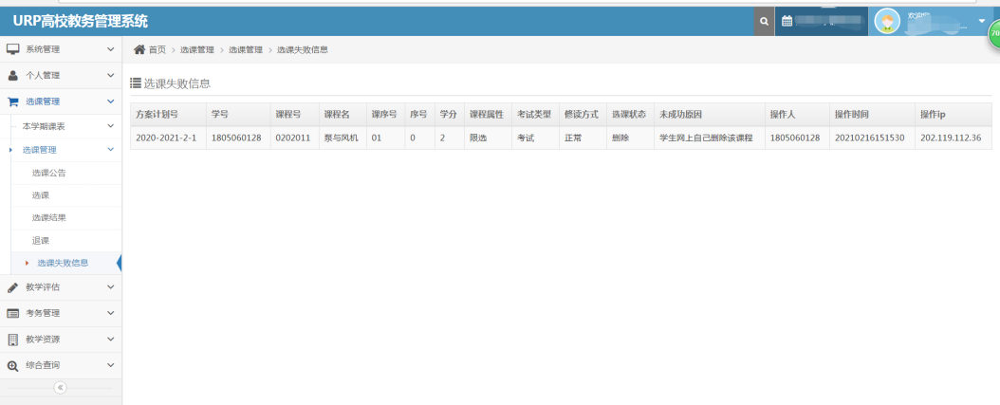 URP高校教务管理系统
欢迎您
70
系统管理
首页 > 选课管理 > 选课管理 > 选课失败信息
个人管理
选课管理
本学期课表
选课管理
选课公告
选课
选课结果
退课
选课失败信息
教学评估
考务管理
教学资源
综合查询
选课失败信息
方案计划号 学号 课程号 课程名 课序号 序号 学分 课程属性 考试类型 修读方式 选课状态 未成功原因 操作人 操作时间 操作ip
2020-2021-2-1 1805060128 0202011 泵与风机 01 0 2 限选 考试 正常 删除 学生网上自己删除该课程 1805060128 20210216151530 202.119.112.36